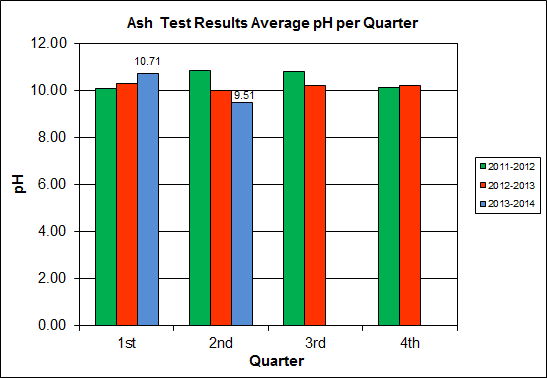 Ash  Test Results Average pH per Quarter
12.00
10.00
8.00
6.00
4.00
2.00
0.00
pH
10.71
9.51
1st
2nd
3rd
4th
Quarter
2011-2012
2012-2013
2013-2014